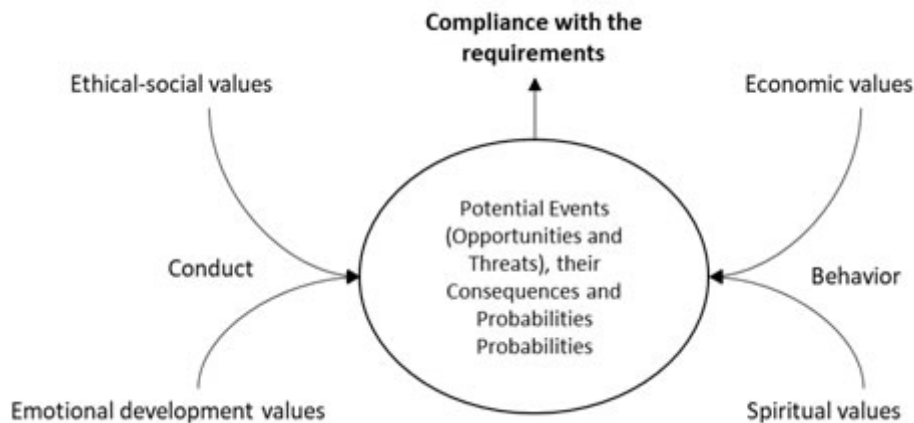 Compliance with the
requirements
Ethical-social values
Economic values
Potential Events
(Opportunities and
Threats), their
Consequences and
Probabilities
Probabilities
Conduct
Behavior
Emotional development values
Spiritual values